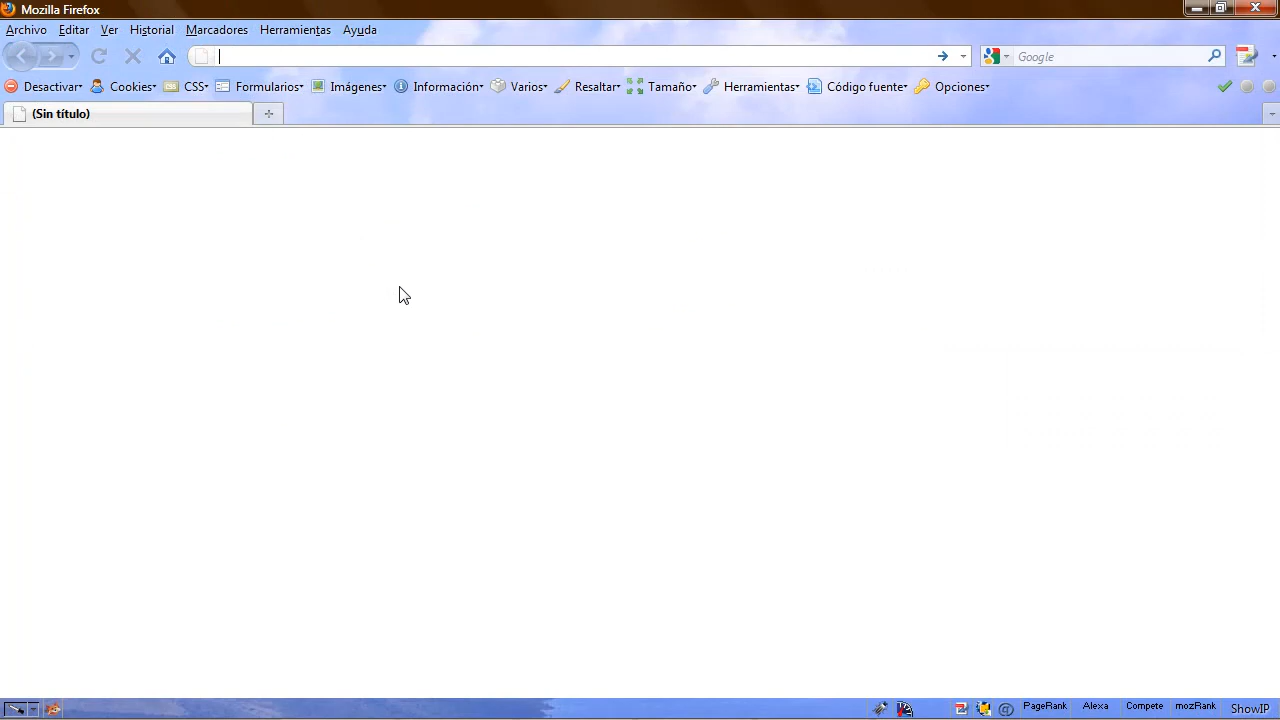 Mozilla Firefox
Archivo Editar Ver Historial Marcadores Herramientas Ayuda
Google
Desactivar Cookies CSS Formularios Imágenes Información Varios Resaltar Tamaño Herramientas Código fuente Opciones
(Sin título)
PageRank Alexa Compete mozRank ShowIP